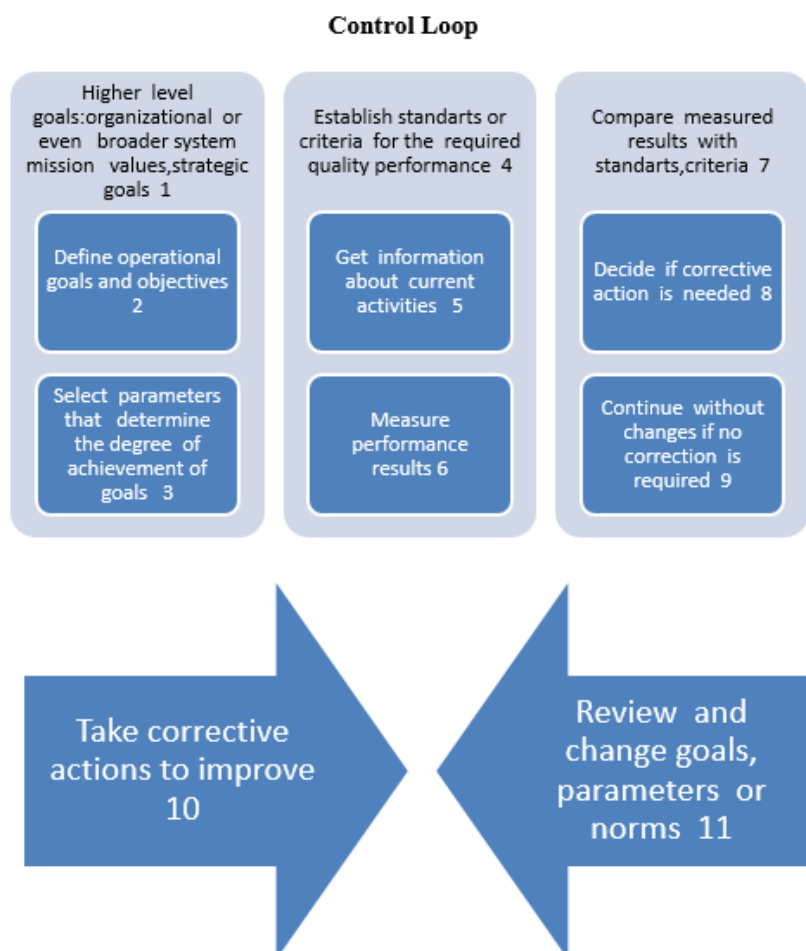 Control Loop
Higher level
goals:organizational or
even broader system
mission values,strategic
goals 1
Define operational
goals and objectives
2
Select parameters
that determine
the degree of
achievement of
goals 3
Establish standarts or
criteria for the required
quality performance 4
Get information
about current
activities 5
Measure
performance
results 6
Compare measured
results with
standarts,criteria 7
Decide if corrective
action is needed 8
Continue without
changes if no
correction is
required 9
Take corrective
actions to improve
10
Review and
change goals,
parameters or
norms 11